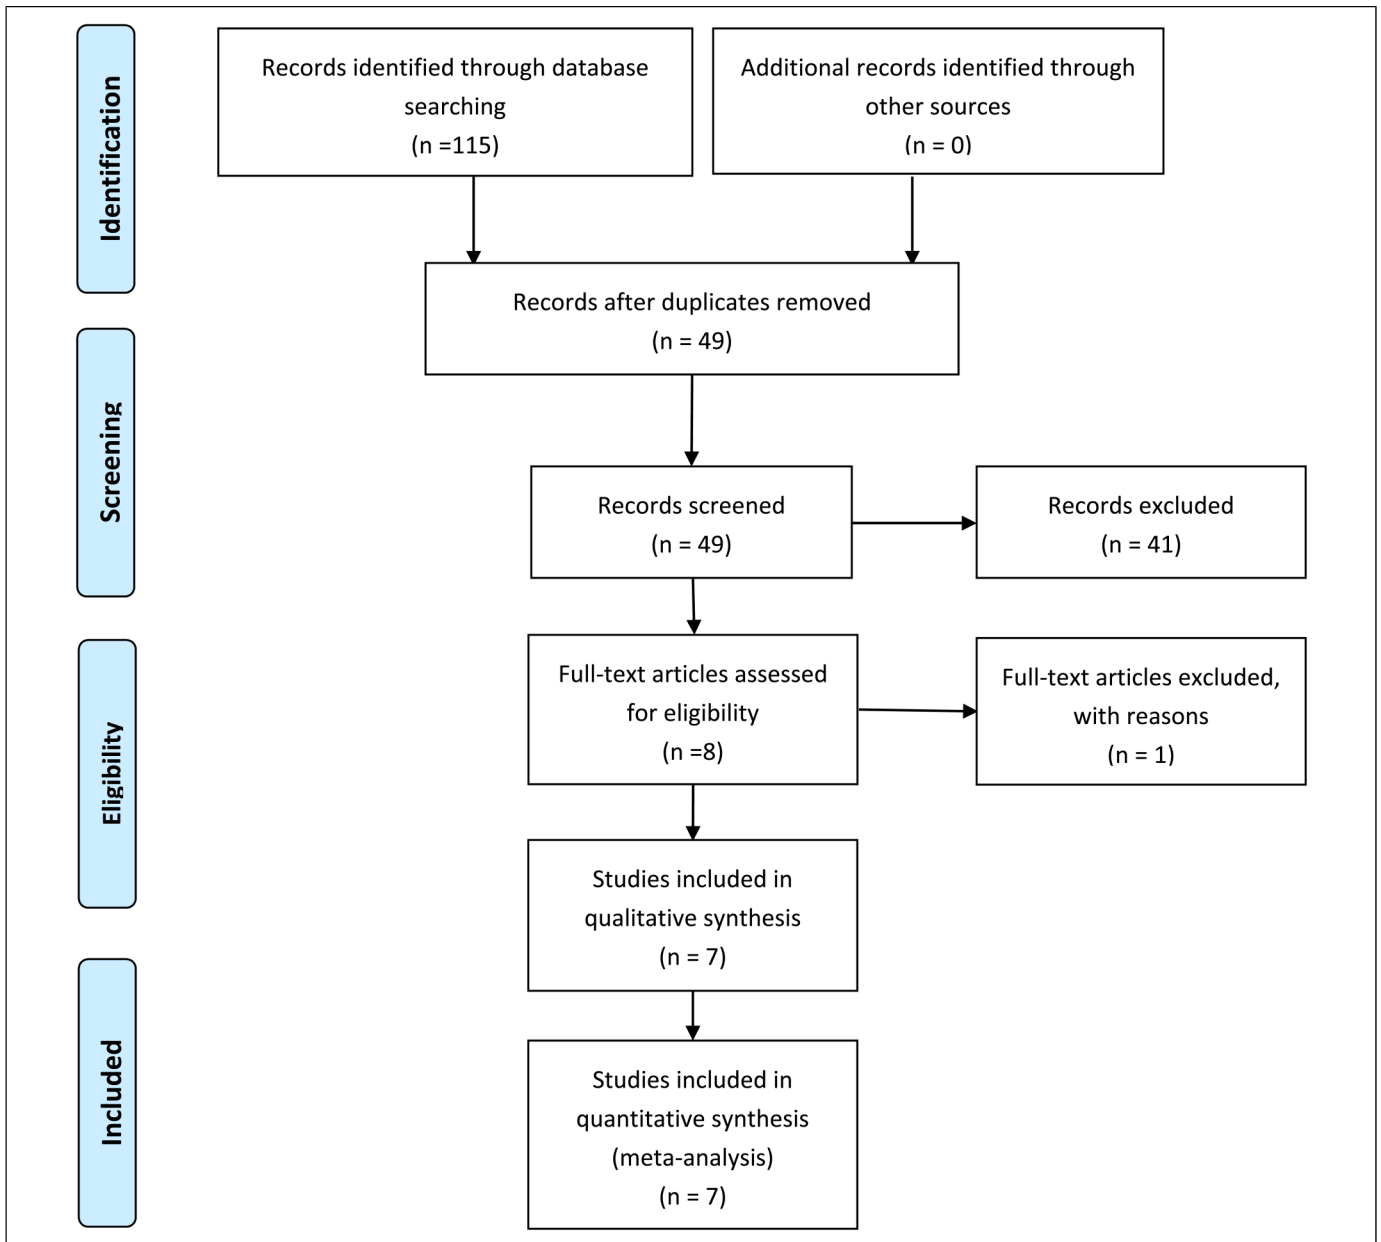 Identification
Records identified through database
searching
(n =115)
Additional records identified through
other sources
(n = 0)
Records after duplicates removed
(n = 49)
Screening
Records screened
(n = 49)
Records excluded
(n = 41)
Eligibility
Full-text articles assessed
for eligibility
(n =8)
Full-text articles excluded,
with reasons
(n = 1)
Studies included in
qualitative synthesis
(n = 7)
Included
Studies included in
quantitative synthesis
(meta-analysis)
(n = 7)